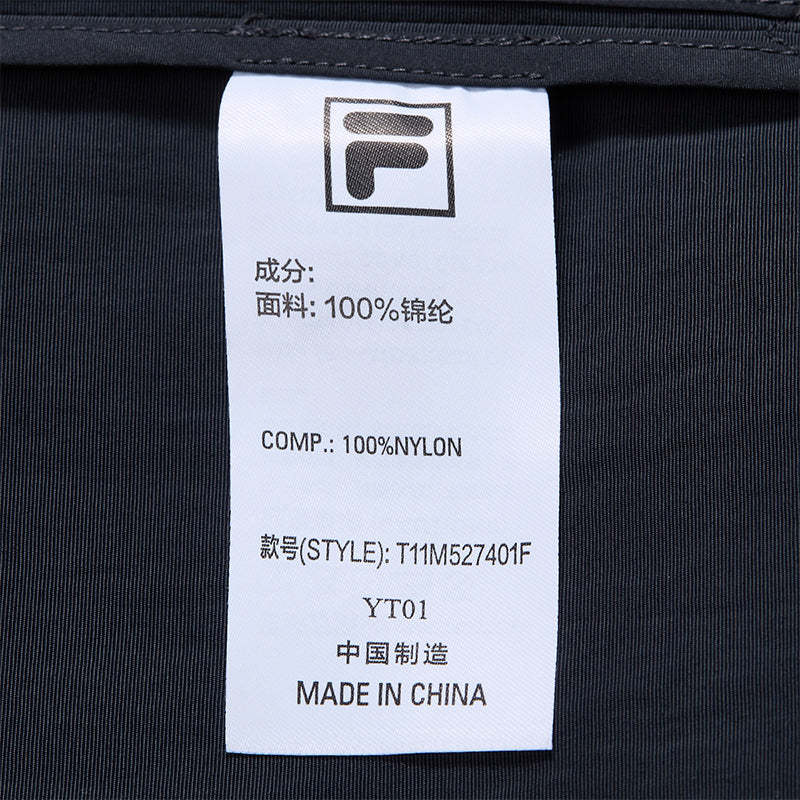 F
成分:
面料: 100%锦纶
COMP.: 100%NYLON
款号(STYLE): T11M527401F
YT01
中国制造
MADE IN CHINA